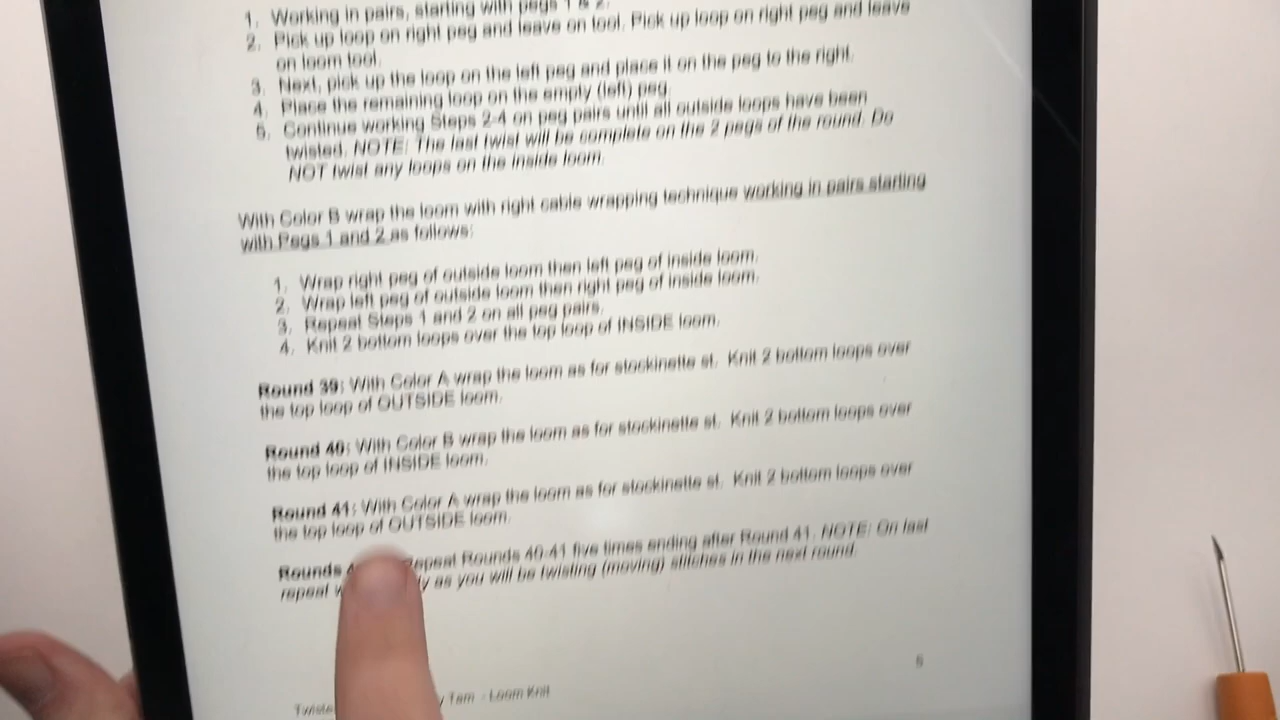 1. Working in pairs, starting with pegs 1 & 2.
2. Pick up loop on right peg and leave on tool. Pick up loop on right peg and leave
on loom tool.
3. Next, pick up the loop on the left peg and place it on the peg to the right.
4. Place the remaining loop on the empty (left) peg.
5. Continue working Steps 2-4 on peg pairs until all outside loops have been
twisted. NOTE: The last twist will be complete on the 2 pegs of the round. Do
NOT twist any loops on the inside loom.
With Color B wrap the loom with right cable wrapping technique working in pairs starting
with Pegs 1 and 2 as follows:
1. Wrap right peg of outside loom then left peg of inside loom.
2. Wrap left peg of outside loom then right peg of inside loom.
3. Repeat Steps 1 and 2 on all peg pairs.
4. Knit 2 bottom loops over the top loop of INSIDE loom.
Round 39: With Color A wrap the loom as for stockinette st. Knit 2 bottom loops over
the top loop of OUTSIDE loom.
Round 40: With Color B wrap the loom as for stockinette st. Knit 2 bottom loops over
the top loop of INSIDE loom.
Round 41: With Color A wrap the loom as for stockinette st. Knit 2 bottom loops over
the top loop of OUTSIDE loom.
Rounds Repeat Rounds 40-41 five times ending after Round 41. NOTE: On last
repeat as you will be twisting (moving) stitches in the next round.
Tam - Loom Knit